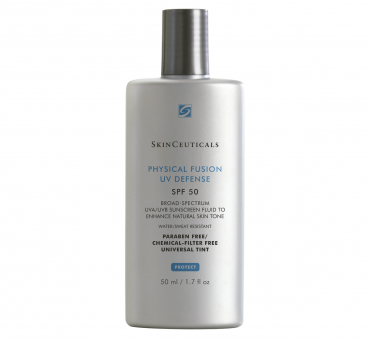 SKINCEUTICALS
PHYSICAL FUSION
UV DEFENSE
SPF 50
BROAD-SPECTRUM
UVA/UVB SUNSCREEN FLUID TO
ENHANCE NATURAL SKIN TONE
WATER/SWEAT RESISTANT
PARABEN FREE/
CHEMICAL-FILTER FREE
UNIVERSAL TINT
PROTECT
50 ml / 1.7 fl oz